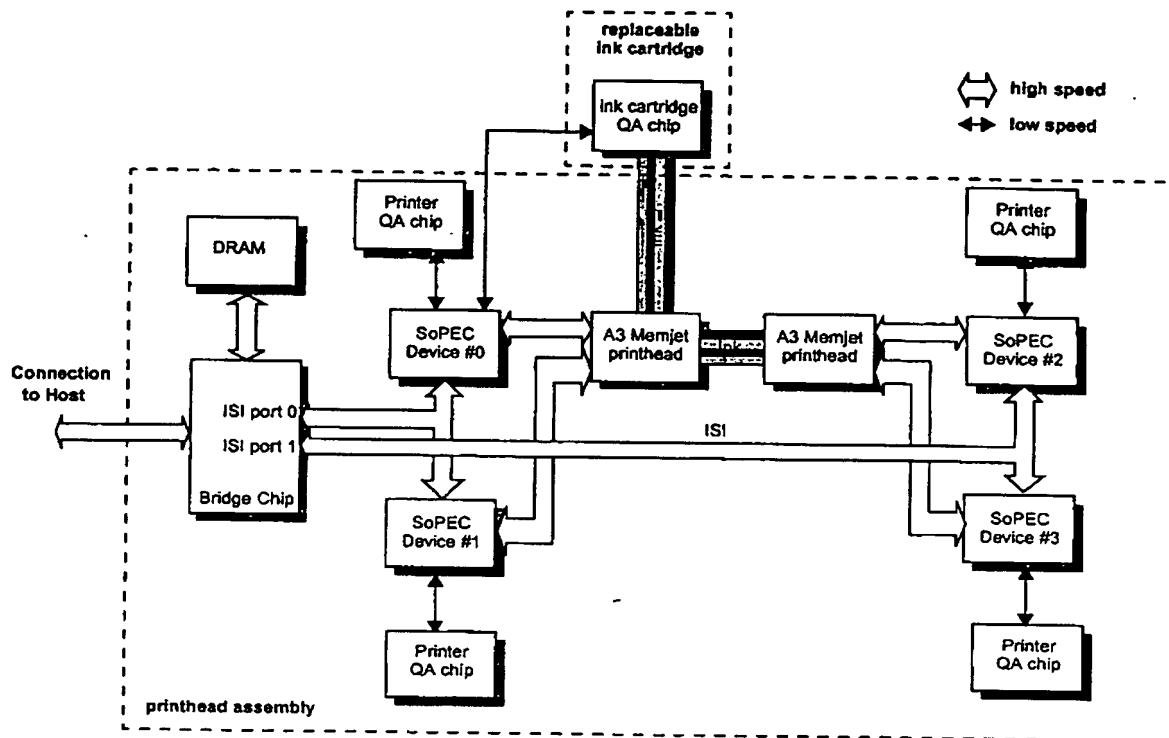 replaceable
ink cartridge
Ink cartridge
QA chip
high speed
low speed
Printer
QA chip
Printer
QA chip
DRAM
Ink
SoPEC
Device #0
A3 Memjet
printhead
Ink
A3 Memjet
printhead
SoPEC
Device #2
Connection
to Host
ISI port 0
ISI port 1
ISI
Bridge Chip
SoPEC
Device #1
SoPEC
Device #3
Printer
QA chip
Printer
QA chip
printhead assembly